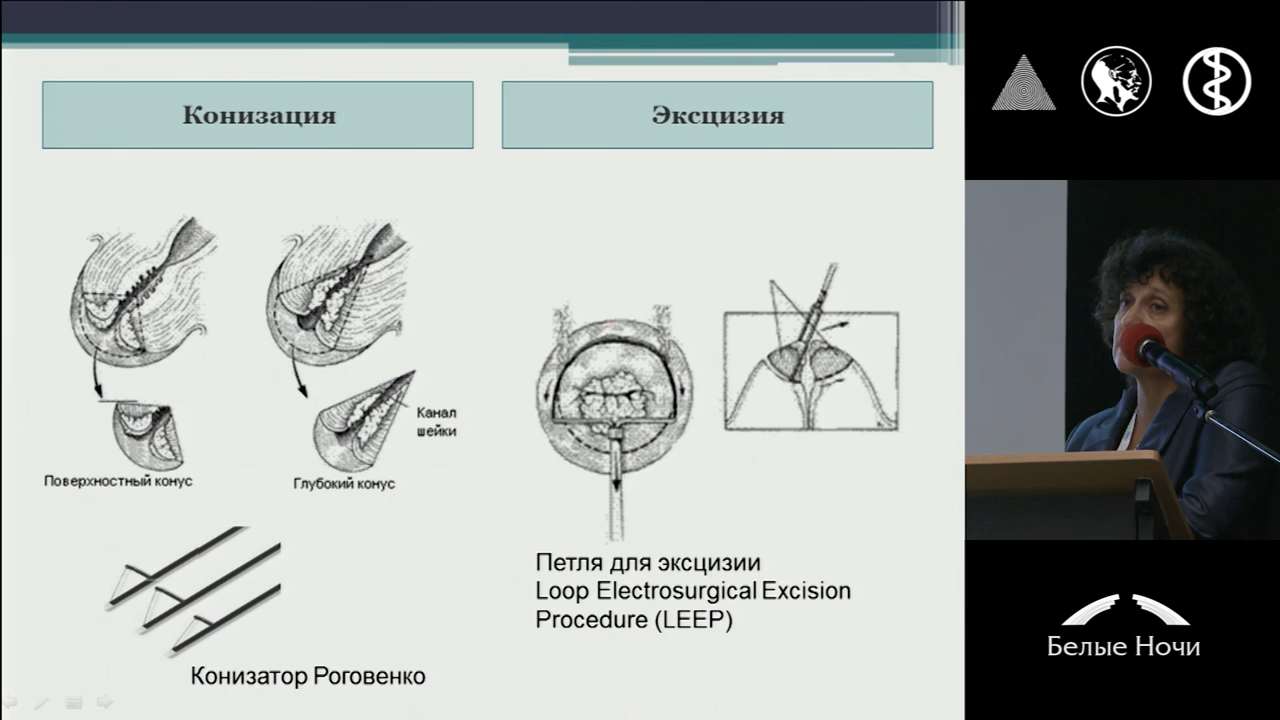 Конизация
Эксцизия
Канал
шейки
Поверхностный конус
Глубокий конус
Конизатор Роговенко
Петля для эксцизии
Loop Electrosurgical Excision
Procedure (LEEP)
Белые Ночи